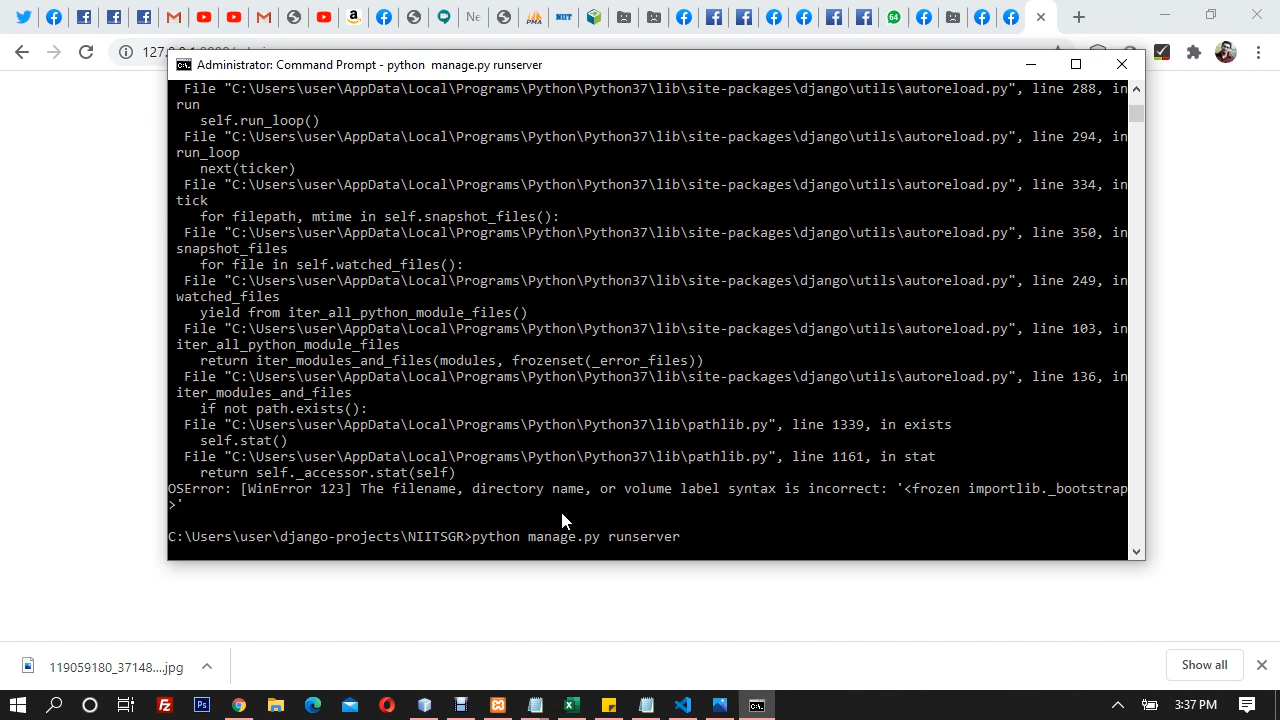 Ne
PMA
NIIT
64
127.
Administrator: Command Prompt - python  manage.py runserver
File "C:\Users\user\AppData\Local\Programs\Python\Python37\lib\site-packages\django\utils\autoreload.py", line 288, in
run
self.run_loop()
File "C:\Users\user\AppData\Local\Programs\Python\Python37\lib\site-packages\django\utils\autoreload.py", line 294, in
run_loop
next(ticker)
File "C:\Users\user\AppData\Local\Programs\Python\Python37\lib\site-packages\django\utils\autoreload.py", line 334, in
tick
for filepath, mtime in self.snapshot_files():
File "C:\Users\user\AppData\Local\Programs\Python\Python37\lib\site-packages\django\utils\autoreload.py", line 350, in
snapshot_files
for file in self.watched_files():
File "C:\Users\user\AppData\Local\Programs\Python\Python37\lib\site-packages\django\utils\autoreload.py", line 249, in
watched_files
yield from iter_all_python_module_files()
File "C:\Users\user\AppData\Local\Programs\Python\Python37\lib\site-packages\django\utils\autoreload.py", line 103, in
iter_all_python_module_files
return iter_modules_and_files(modules, frozenset(_error_files))
File "C:\Users\user\AppData\Local\Programs\Python\Python37\lib\site-packages\django\utils\autoreload.py", line 136, in
iter_modules_and_files
if not path.exists():
File "C:\Users\user\AppData\Local\Programs\Python\Python37\lib\pathlib.py", line 1339, in exists
self.stat()
File "C:\Users\user\AppData\Local\Programs\Python\Python37\lib\pathlib.py", line 1161, in stat
return self._accessor.stat(self)
OSError: [WinError 123] The filename, directory name, or volume label syntax is incorrect: '<frozen importlib._bootstrap
>'
C:\Users\user\django-projects\NIITSGR>python manage.py runserver
119059180_37148....jpg
Show all
3:37 PM